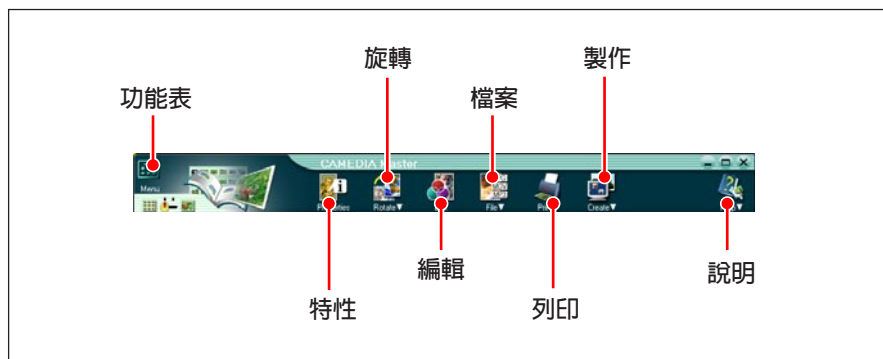 旋轉
製作
功能表
檔案
CAMEDIA Master
Menu
Rotate▼
File▼
Create▼
編輯
說明
特性
列印